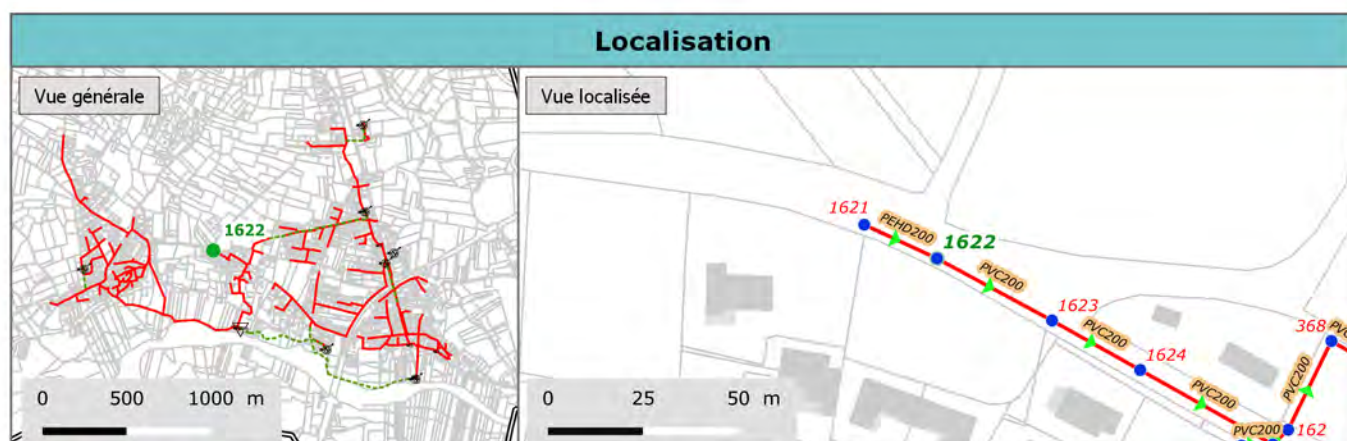 Localisation
Vue générale
Vue localisée
1622
0 500 1000 m
1621
PEHD200
1622
PVC200
1623
PVC200
1624
PVC200
368
PVC
PVC200
PVC200
162
0 25 50 m